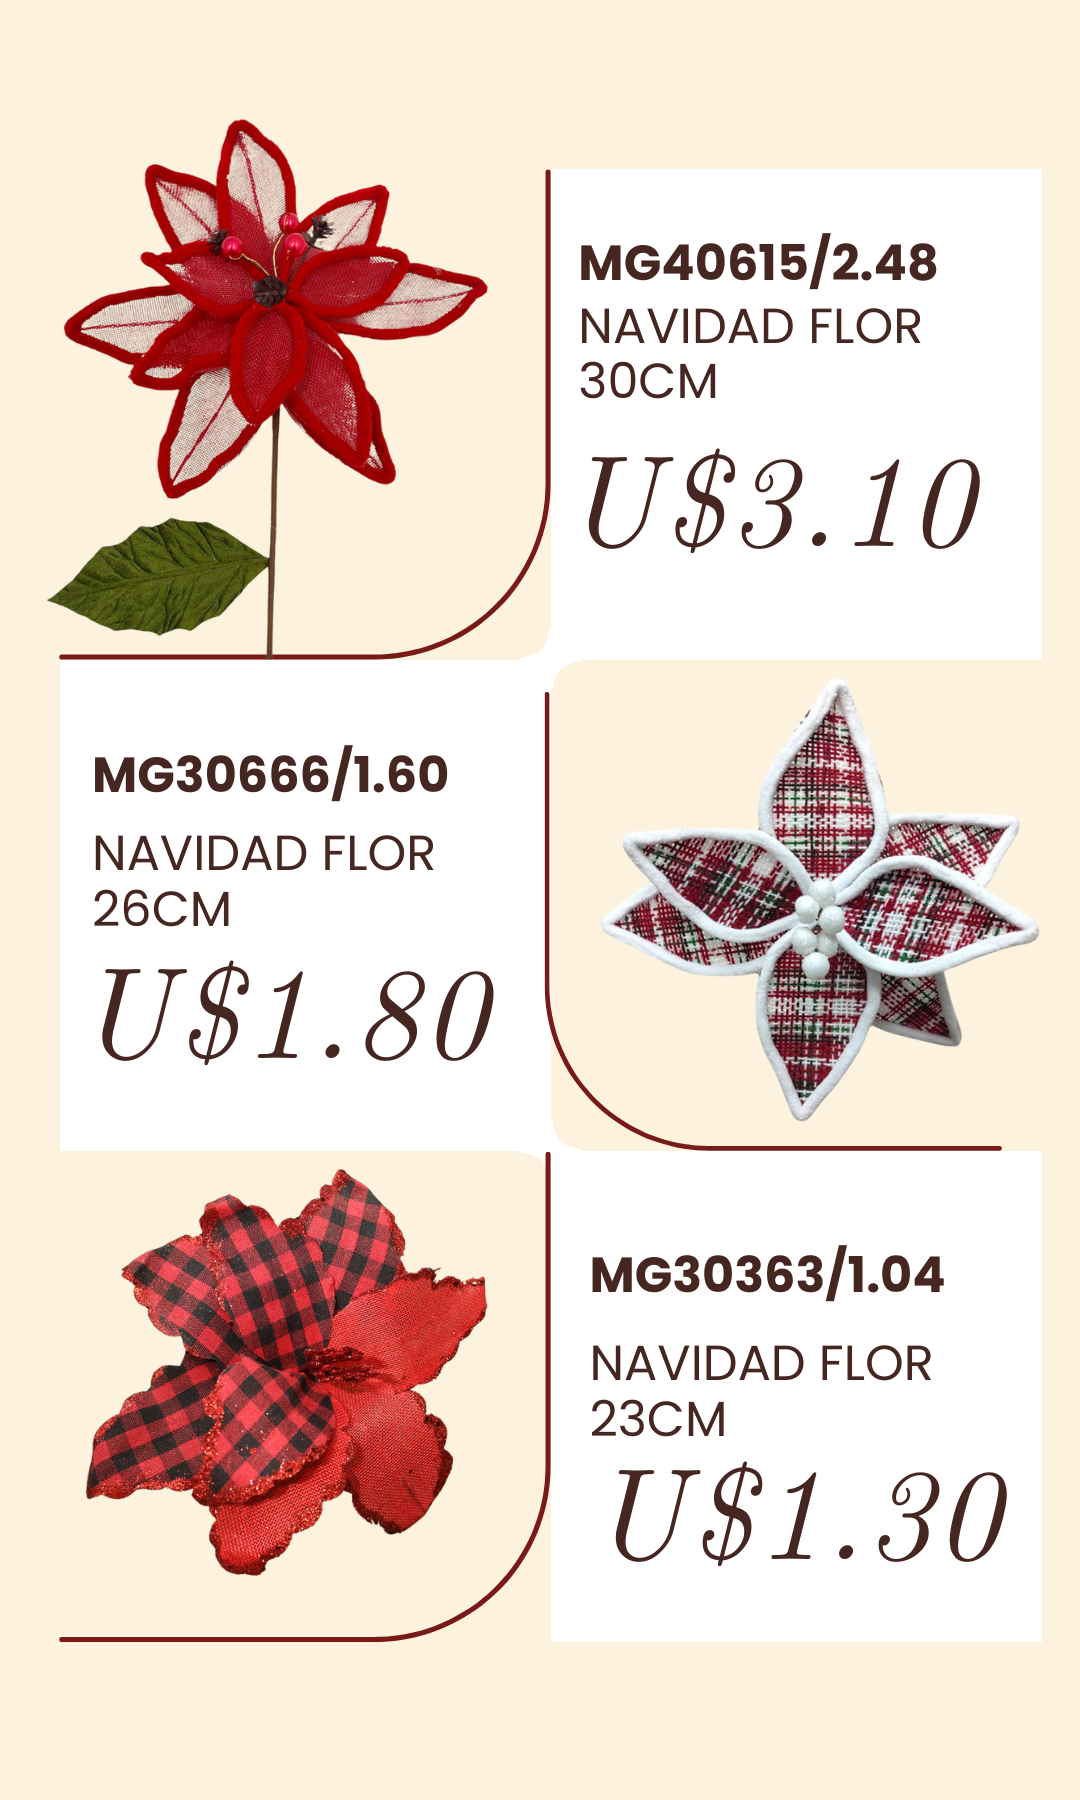 MG40615/2.48
NAVIDAD FLOR
30CM
U$3.10
MG30666/1.60
NAVIDAD FLOR
26CM
U$1.80
MG30363/1.04
NAVIDAD FLOR
23CM
U$1.30